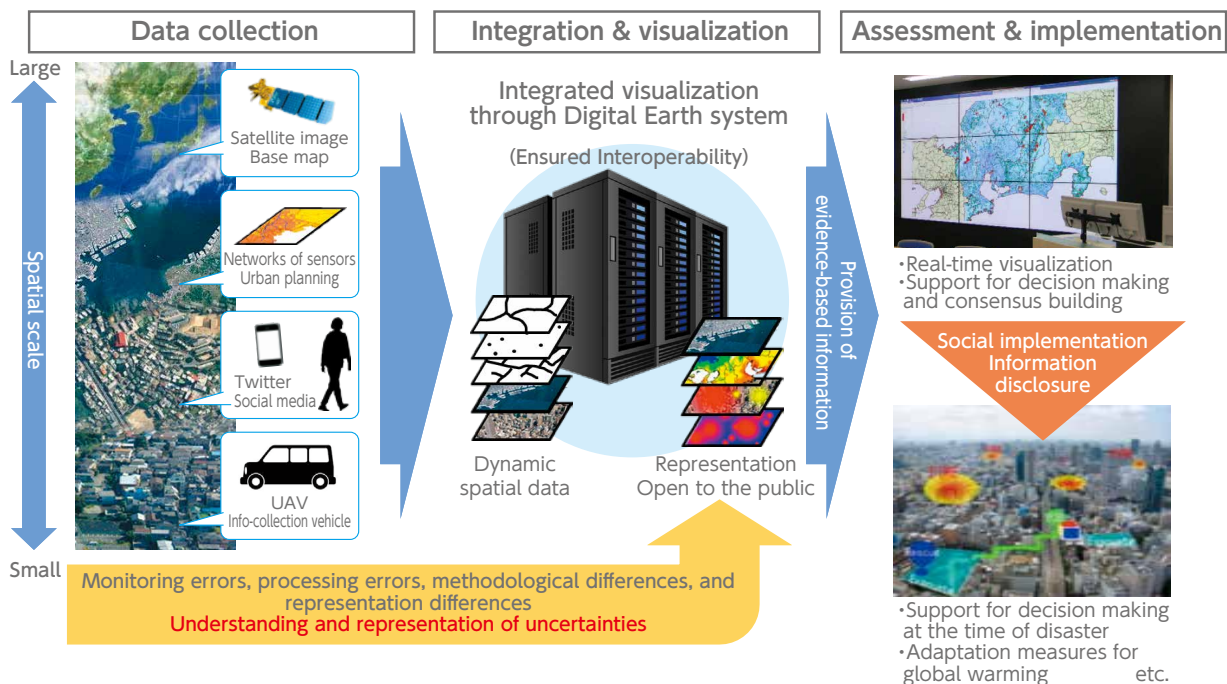 Data collection
Integration & visualization
Assessment & implementation
Large
Spatial scale
Small
Satellite image
Base map
Networks of sensors
Urban planning
Twitter
Social media
UAV
Info-collection vehicle
Integrated visualization
through Digital Earth system
(Ensured Interoperability)
Dynamic
spatial data
Representation
Open to the public
Provision of
evidence-based information
Monitoring errors, processing errors, methodological differences, and
representation differences
Understanding and representation of uncertainties
・Real-time visualization
・Support for decision making
and consensus building
Social implementation
Information
disclosure
・Support for decision making
at the time of disaster
・Adaptation measures for
global warming etc.